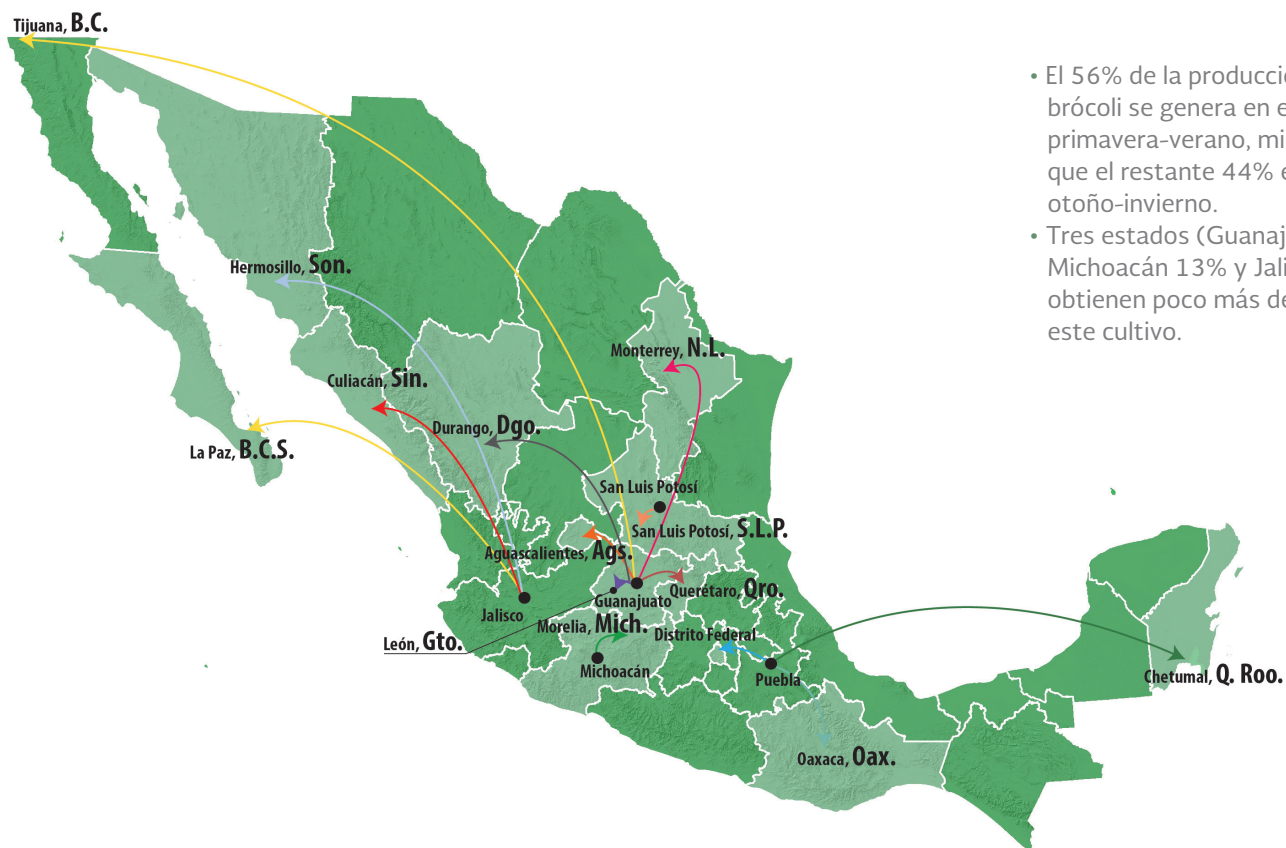 Tijuana, B.C.
• El 56% de la producció
brócoli se genera en e
primavera-verano, mi
que el restante 44% e
otoño-invierno.
• Tres estados (Guanaj
Michoacán 13% y Jali
obtienen poco más de
este cultivo.
Hermosillo, Son.
Monterrey, N.L.
Culiacán, Sin.
Durango, Dgo.
La Paz, B.C.S.
San Luis Potosí
San Luis Potosí, S.L.P.
Aguascalientes, Ags.
Querétaro, Qro.
Guanajuato
Jalisco
Morelia, Mich.
Distrito Federal
León, Gto.
Michoacán
Puebla
Chetumal, Q. Roo.
Oaxaca, Oax.